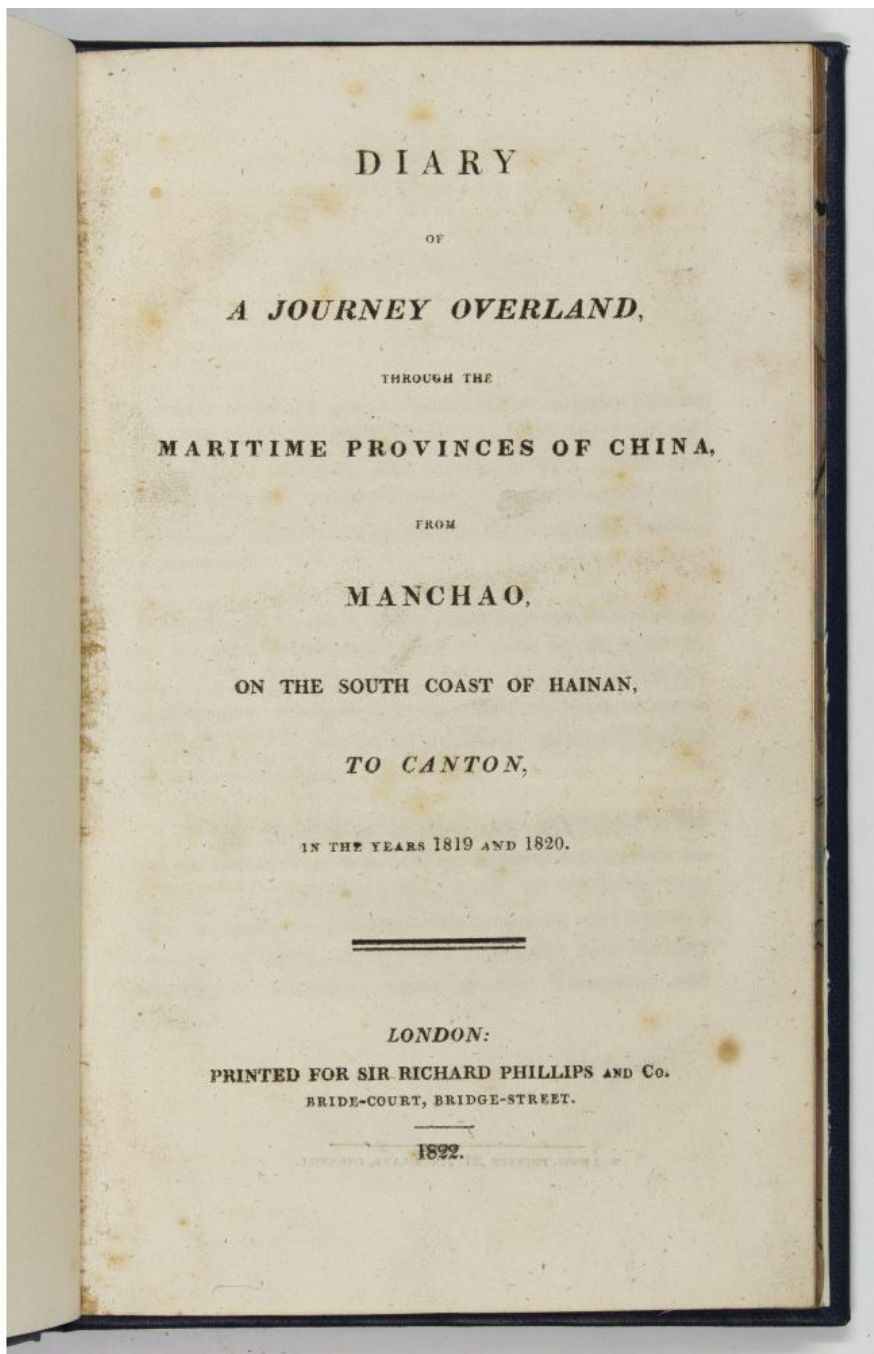 DIARY
OF
A JOURNEY OVERLAND,
THROUGH THE
MARITIME PROVINCES OF CHINA,
FROM
MANCHAO,
ON THE SOUTH COAST OF HAINAN,
TO CANTON,
IN THE YEARS 1819 AND 1820.
LONDON:
PRINTED FOR SIR RICHARD PHILLIPS AND Co.
BRIDE-COURT, BRIDGE-STREET.
1822.